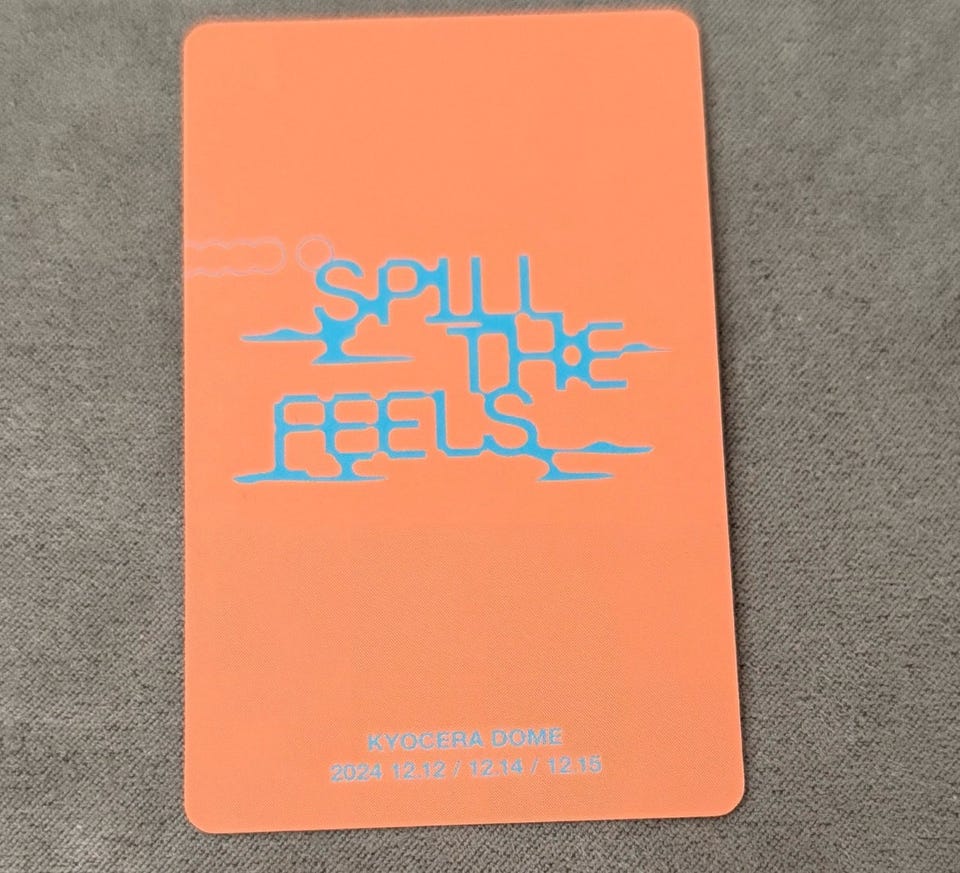 SPILL
THE
FEELS
KYOCERA DOME
2024 12.12 / 12.14 / 12.15